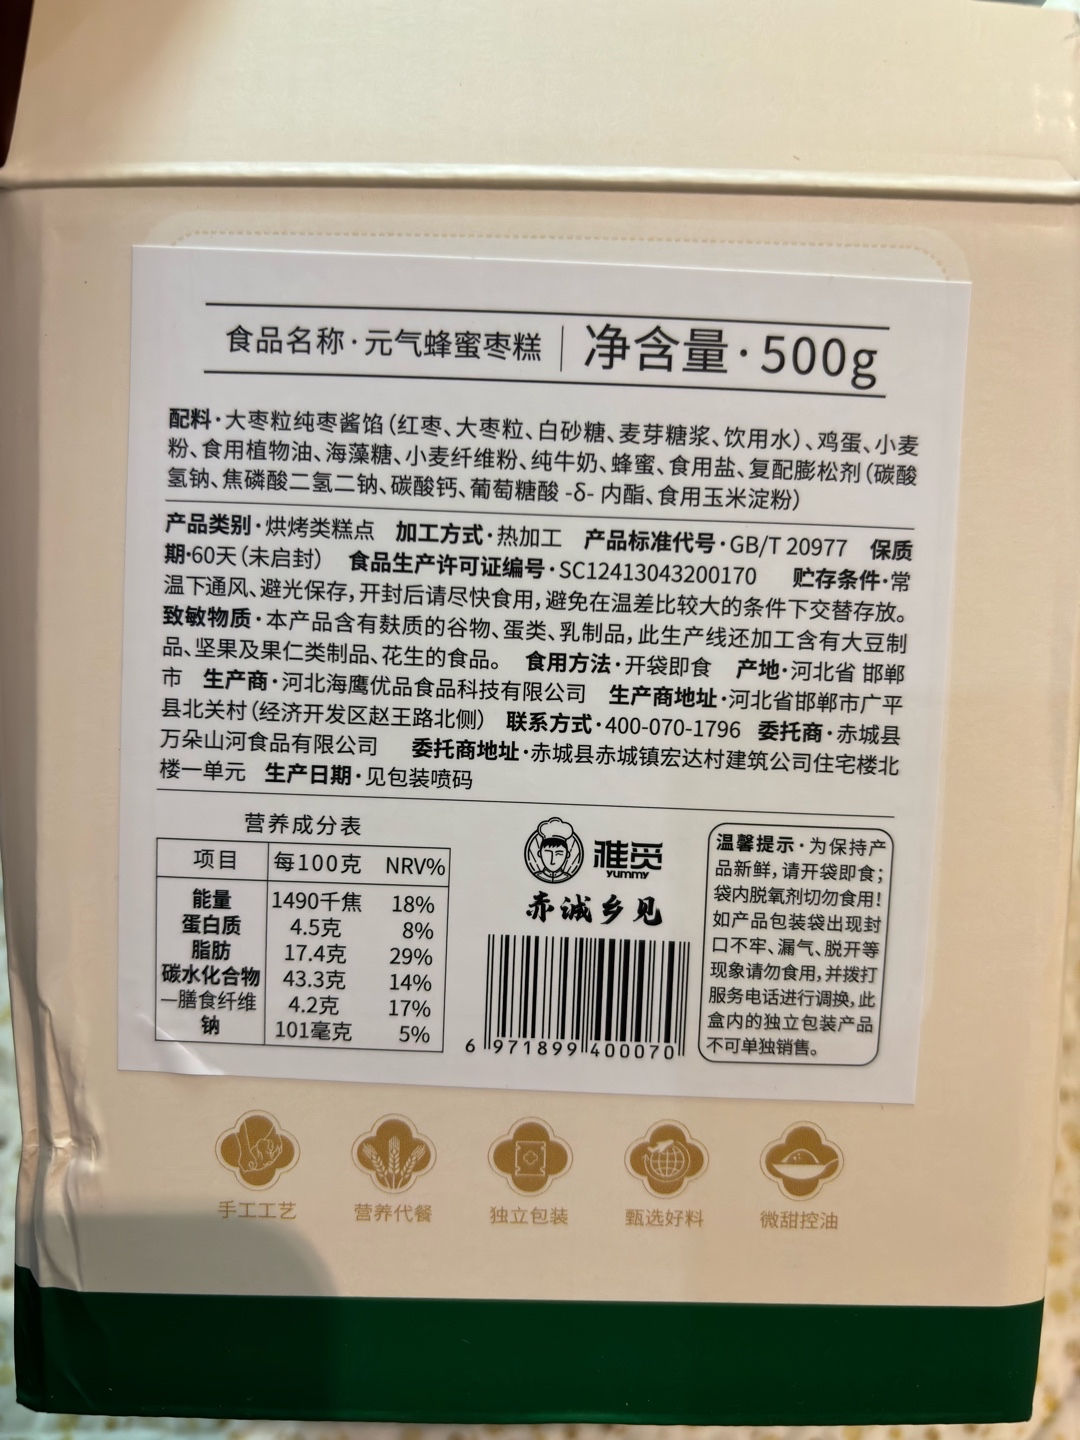 食品名称·元气蜂蜜枣糕 净含量·500g
配料·大枣粒纯枣酱馅(红枣、大枣粒、白砂糖、麦芽糖浆、饮用水)、鸡蛋、小麦
粉、食用植物油、海藻糖、小麦纤维粉、纯牛奶、蜂蜜、食用盐、复配膨松剂(碳酸
氢钠、焦磷酸二氢二钠、碳酸钙、葡萄糖酸-δ-内酯、食用玉米淀粉)
产品类别·烘烤类糕点 加工方式·热加工 产品标准代号·GB/T 20977 保质
期·60天(未启封) 食品生产许可证编号·SC12413043200170 贮存条件·常
温下通风、避光保存,开封后请尽快食用,避免在温差比较大的条件下交替存放。
致敏物质·本产品含有麸质的谷物、蛋类、乳制品,此生产线还加工含有大豆制
品、坚果及果仁类制品、花生的食品。 食用方法·开袋即食 产地·河北省 邯郸
市 生产商·河北海鹰优品食品科技有限公司 生产商地址·河北省邯郸市广平
县北关村(经济开发区赵王路北侧) 联系方式·400-070-1796 委托商·赤城县
万朵山河食品有限公司 委托商地址·赤城县赤城镇宏达村建筑公司住宅楼北
楼一单元 生产日期·见包装喷码
营养成分表
项目 每100克 NRV%
能量 1490千焦 18%
蛋白质 4.5克 8%
脂肪 17.4克 29%
碳水化合物 43.3克 14%
—膳食纤维 4.2克 17%
钠 101毫克 5%
雅觅
yummy
赤诚乡见
6 971899 400070
温馨提示·为保持产
品新鲜,请开袋即食;
袋内脱氧剂切勿食用!
如产品包装袋出现封
口不牢、漏气、脱开等
现象请勿食用,并拨打
服务电话进行调换,此
盒内的独立包装产品
不可单独销售。
手工工艺 营养代餐 独立包装 甄选好料 微甜控油